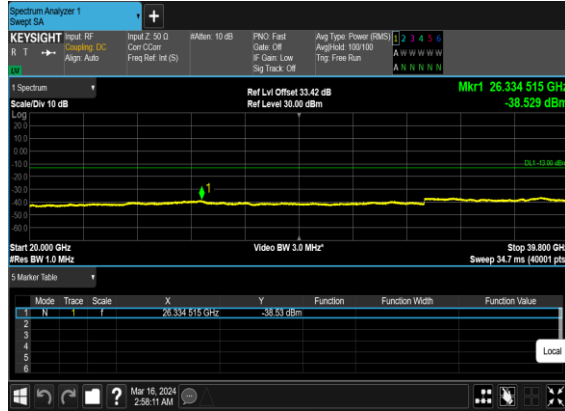 Spectrum Analyzer 1
Swept SA
+
KEYSIGHT Input: RF Input Z: 50 Ω #Atten: 10 dB PNO: Fast Avg Type: Power (RMS) 1 2 3 4 5 6
R T Coupling: DC Corr CCorr Gate: Off Avg|Hold: 100/100 A W W W W W
Align: Auto Freq Ref: Int (S) IF Gain: Low Trig: Free Run
LV Sig Track: Off A N N N N N
1 Spectrum Ref Lvl Offset 33.42 dB Mkr1 26.334 515 GHz
Scale/Div 10 dB Ref Level 30.00 dBm -38.529 dBm
Log
20.0
10.0
0.00
-10.0 DL1 -13.00 dBm
-20.0
-30.0 1
-40.0
-50.0
-60.0
Start 20.000 GHz Video BW 3.0 MHz* Stop 39.800 GHz
#Res BW 1.0 MHz Sweep 34.7 ms (40001 pts
5 Marker Table
Mode Trace Scale X Y Function Function Width Function Value
1 N 1 f 26.334 515 GHz -38.53 dBm
2
3
4
5
6
Local
? Mar 16, 2024
2:58:11 AM